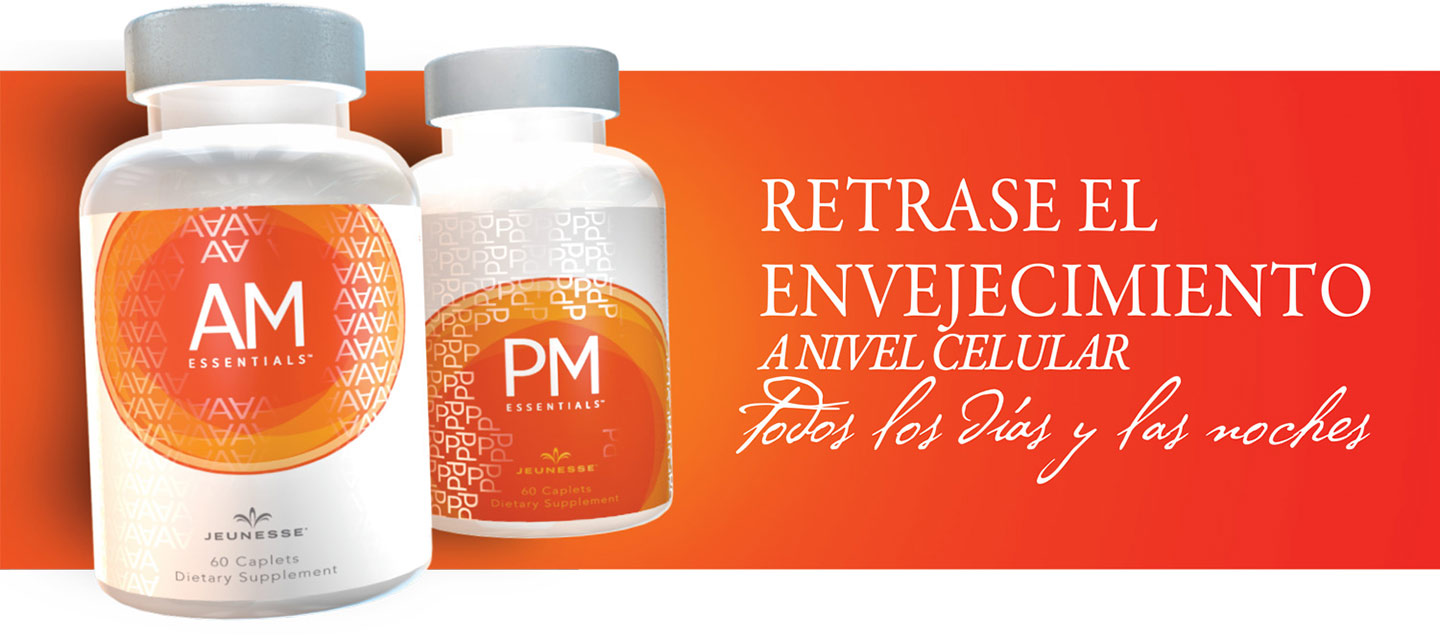 AM
ESSENTIALS™
JEUNESSE®
60 Caplets
Dietary Supplement
PM
ESSENTIALS™
JEUNESSE®
60 Caplets
Dietary Supplement
RETRASE EL
ENVEJECIMIENTO
A NIVEL CELULAR
Todos los días y las noches